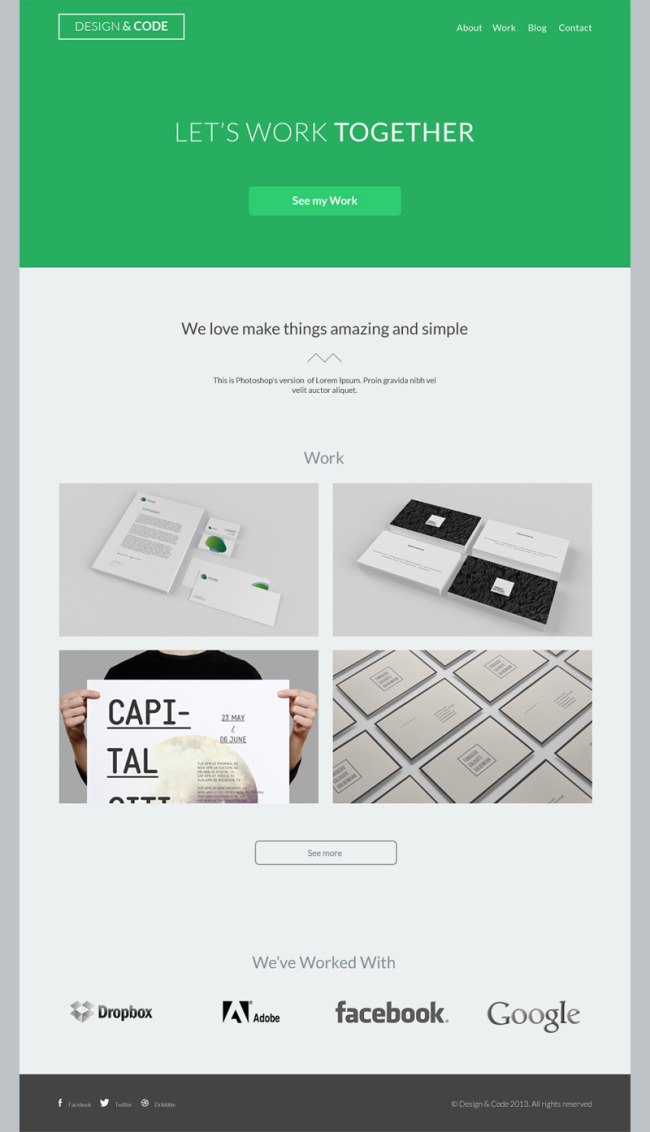 DESIGN & CODE
About Work Blog Contact
LET'S WORK TOGETHER
See my Work
We love make things amazing and simple
This is Photoshop's version of Lorem Ipsum. Proin gravida nibh vel
velit auctor aliquet.
Work
CAPI-
TAL
23 MAY
/
06 JUNE
See more
We've Worked With
Dropbox
Adobe
facebook
Google
Facebook Twitter Dribbble
© Design & Code 2013. All rights reserved